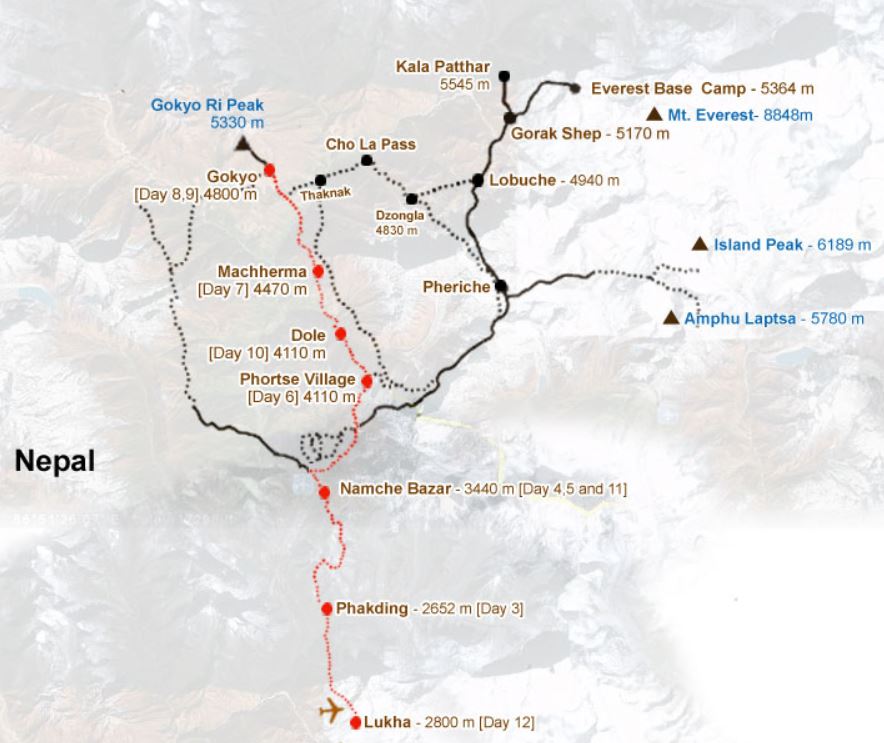 Kala Patthar
5545 m
Everest Base Camp - 5364 m
Gokyo Ri Peak
5330 m
Mt. Everest- 8848m
Gorak Shep - 5170 m
Cho La Pass
Gokyo
[Day 8,9] 4800 m
Thaknak
Lobuche - 4940 m
Dzongla
4830 m
Island Peak - 6189 m
Machherma
[Day 7] 4470 m
Pheriche
Amphu Laptsa - 5780 m
Dole
[Day 10] 4110 m
Phortse Village
[Day 6] 4110 m
Nepal
Namche Bazar - 3440 m [Day 4,5 and 11]
Phakding - 2652 m [Day 3]
Lukha - 2800 m [Day 12]